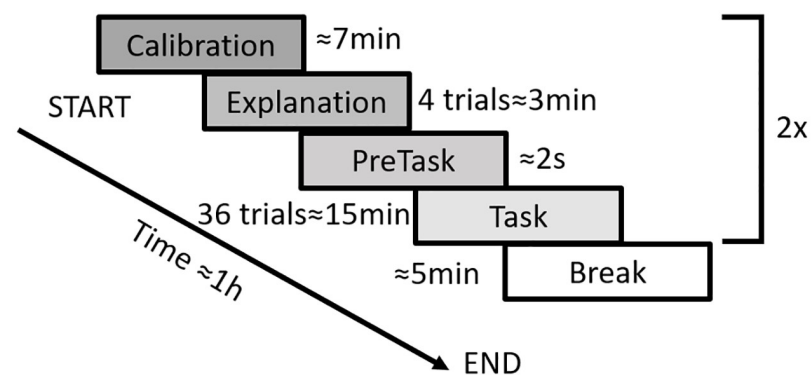 Calibration ≈7min
START
Explanation 4 trials≈3min
2x
PreTask ≈2s
36 trials≈15min Task
Time ≈1h
≈5min Break
END